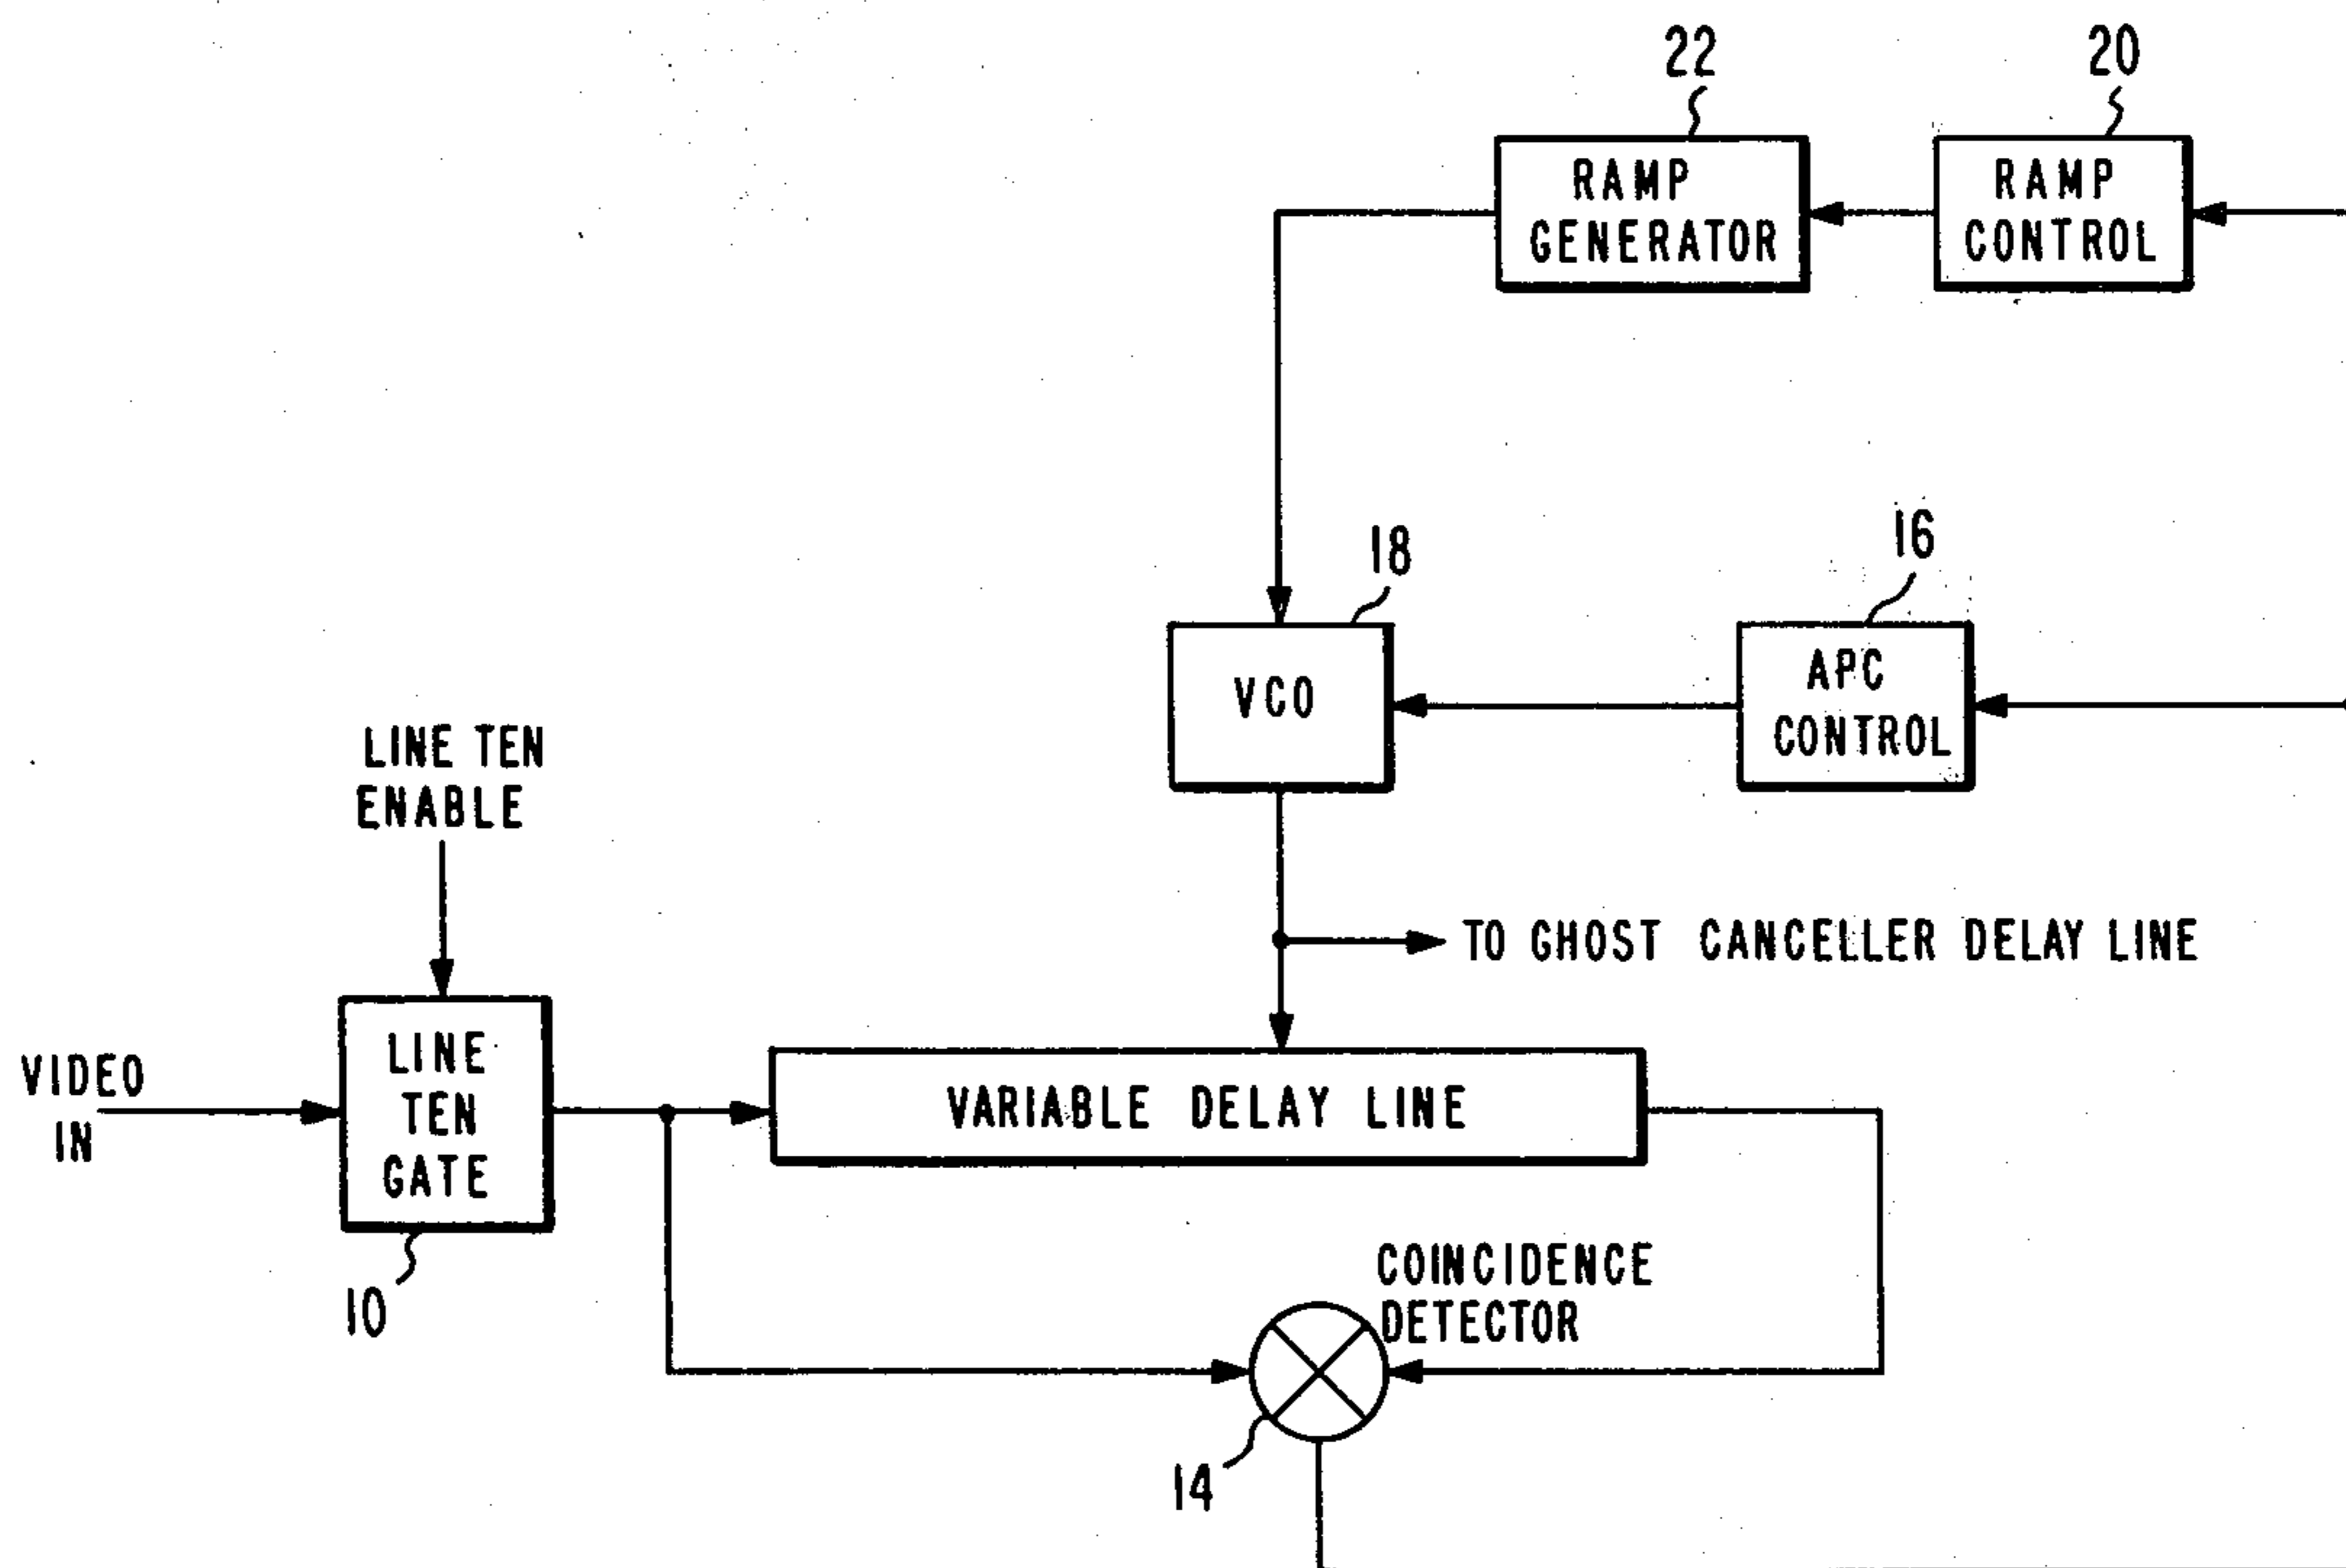 22
20
RAMP
GENERATOR
RAMP
CONTROL
18
16
VCO
APC
CONTROL
LINE TEN
ENABLE
TO GHOST CANCELLER DELAY LINE
VIDEO
IN
LINE
TEN
GATE
VARIABLE DELAY LINE
10
COINCIDENCE
DETECTOR
14